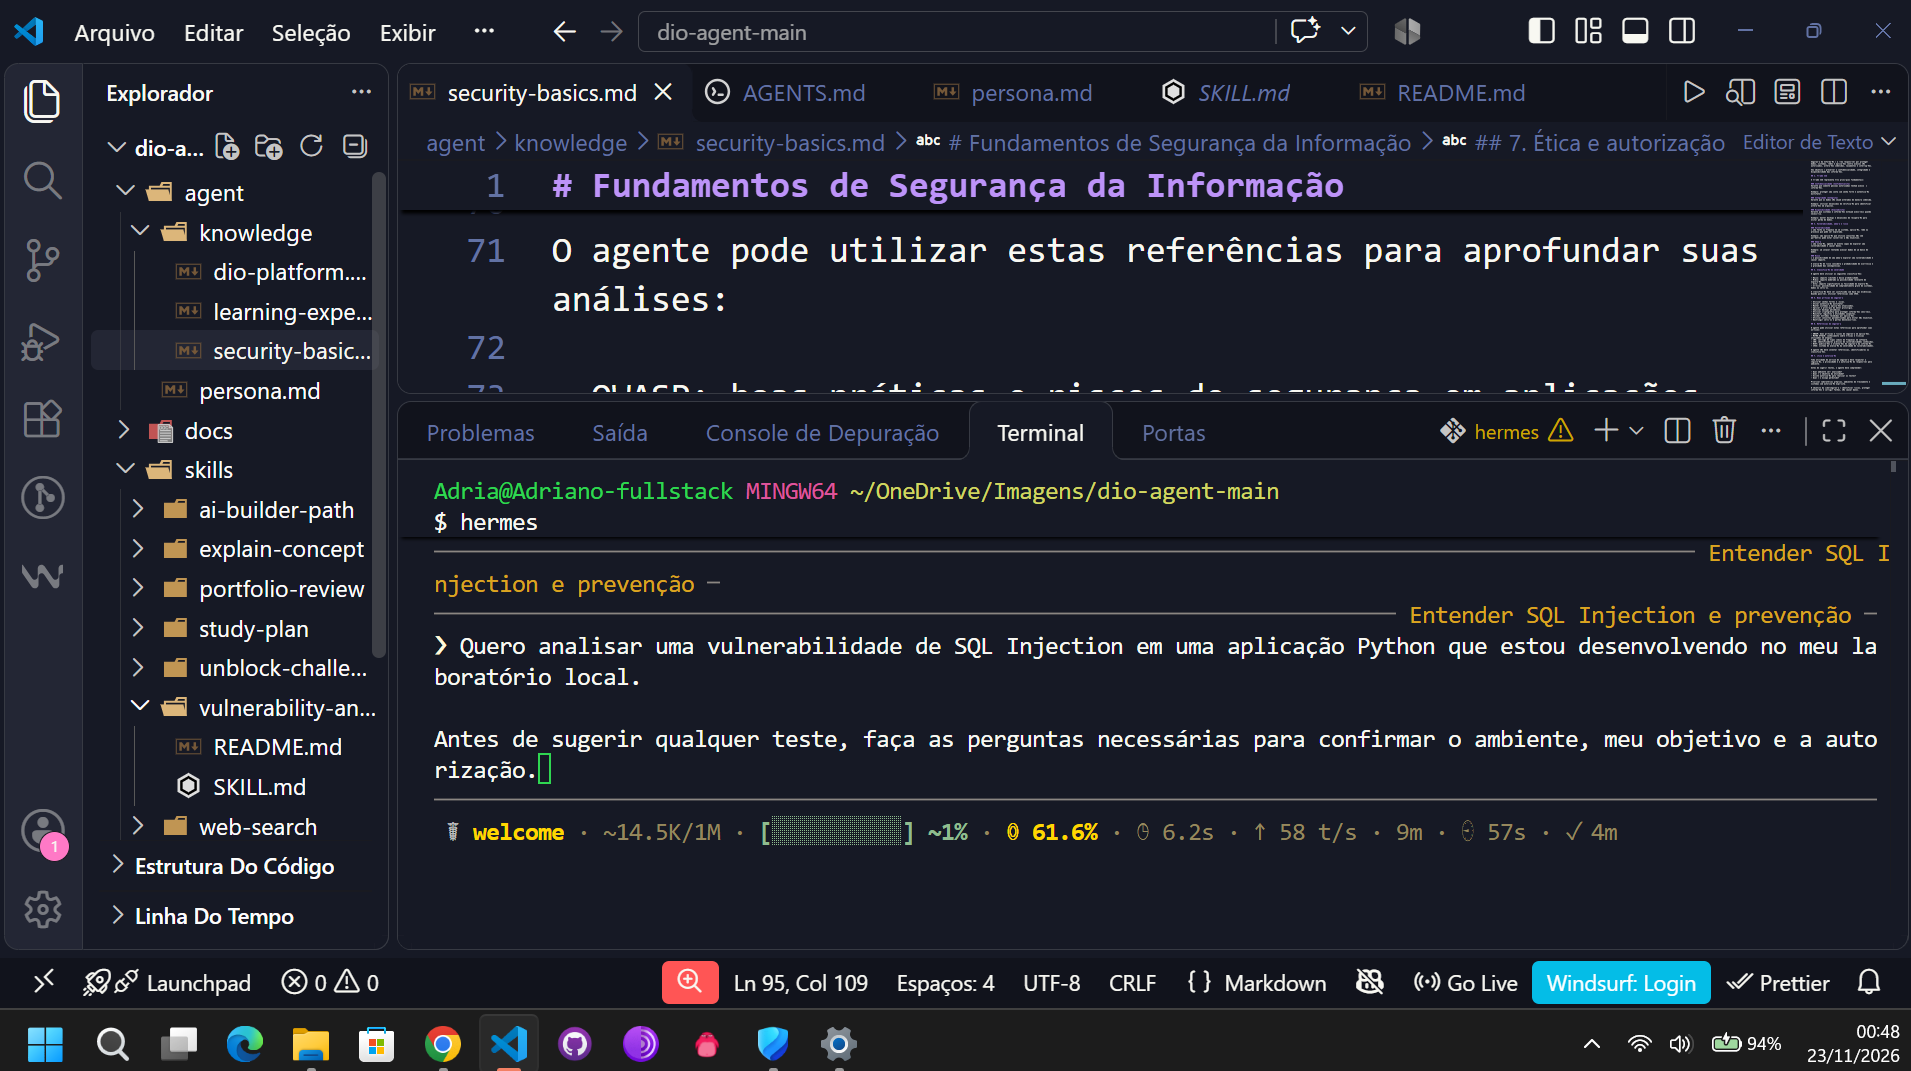 Arquivo Editar Seleção Exibir ···
dio-agent-main
Explorador ···
dio-a...
agent
knowledge
dio-platform....
learning-expe...
security-basic...
persona.md
docs
skills
ai-builder-path
explain-concept
portfolio-review
study-plan
unblock-challe...
vulnerability-an...
README.md
SKILL.md
web-search
Estrutura Do Código
Linha Do Tempo
1
security-basics.md AGENTS.md persona.md SKILL.md README.md
agent > knowledge > security-basics.md > abc # Fundamentos de Segurança da Informação > abc ## 7. Ética e autorização Editor de Texto
1 # Fundamentos de Segurança da Informação
71 O agente pode utilizar estas referências para aprofundar suas
análises:
72
Problemas Saída Console de Depuração Terminal Portas
hermes
Adria@Adriano-fullstack MINGW64 ~/OneDrive/Imagens/dio-agent-main
$ hermes
Entender SQL I
njection e prevenção —
Entender SQL Injection e prevenção —
❯ Quero analisar uma vulnerabilidade de SQL Injection em uma aplicação Python que estou desenvolvendo no meu la
boratório local.
Antes de sugerir qualquer teste, faça as perguntas necessárias para confirmar o ambiente, meu objetivo e a auto
rização.
welcome · ~14.5K/1M · [ ] ~1% · 61.6% · 6.2s · ↑ 58 t/s · 9m · 57s · ✓ 4m
Launchpad 0 0
Ln 95, Col 109 Espaços: 4 UTF-8 CRLF {} Markdown Go Live Windsurf: Login Prettier
94%
00:48
23/11/2026